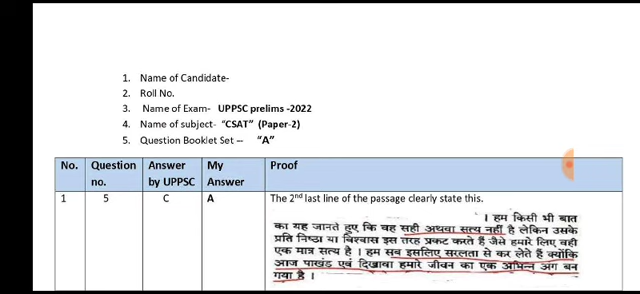 1. Name of Candidate-
2. Roll No.
3. Name of Exam- UPPSC prelims -2022
4. Name of subject- “CSAT” (Paper-2)
5. Question Booklet Set – “A”
No. Question no. Answer by UPPSC My Answer Proof
1 5 C A The 2nd last line of the passage clearly state this.
। हम किसी भी बात
का यह जानते हुए कि वह सही अथवा सत्य नहीं है लेकिन उसके
प्रति निष्ठा या विश्वास इस तरह प्रकट करते हैं जैसे हमारे लिए वही
एक मात्र सत्य है । हम सब इसलिए सरलता से कर लेते हैं क्योंकि
आज पाखंड एवं दिखावा हमारे जीवन का एक अभिन्न अंग बन
गया है ।